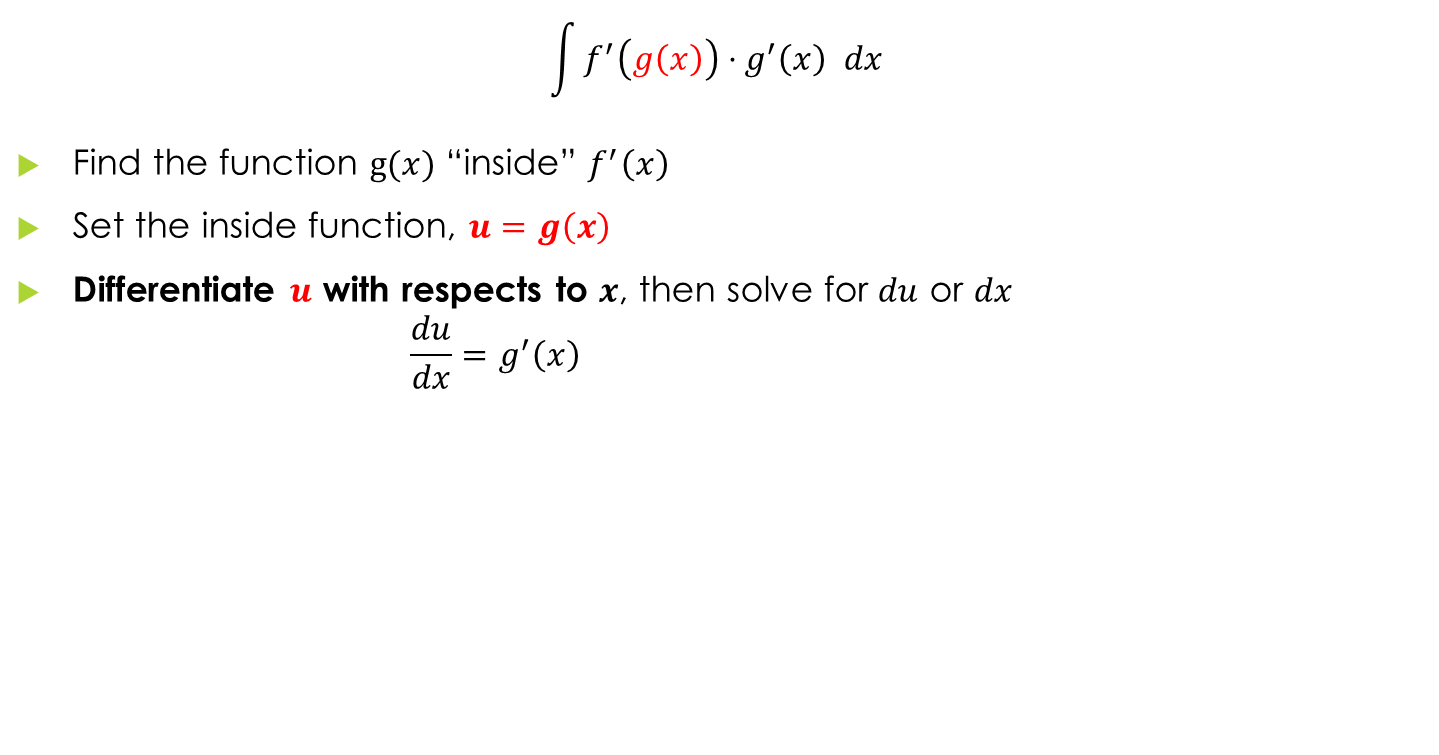 ∫ f′(g(x)) · g′(x) dx
Find the function g(x) “inside” f′(x)
Set the inside function, u = g(x)
Differentiate u with respects to x, then solve for du or dx
du/dx = g′(x)